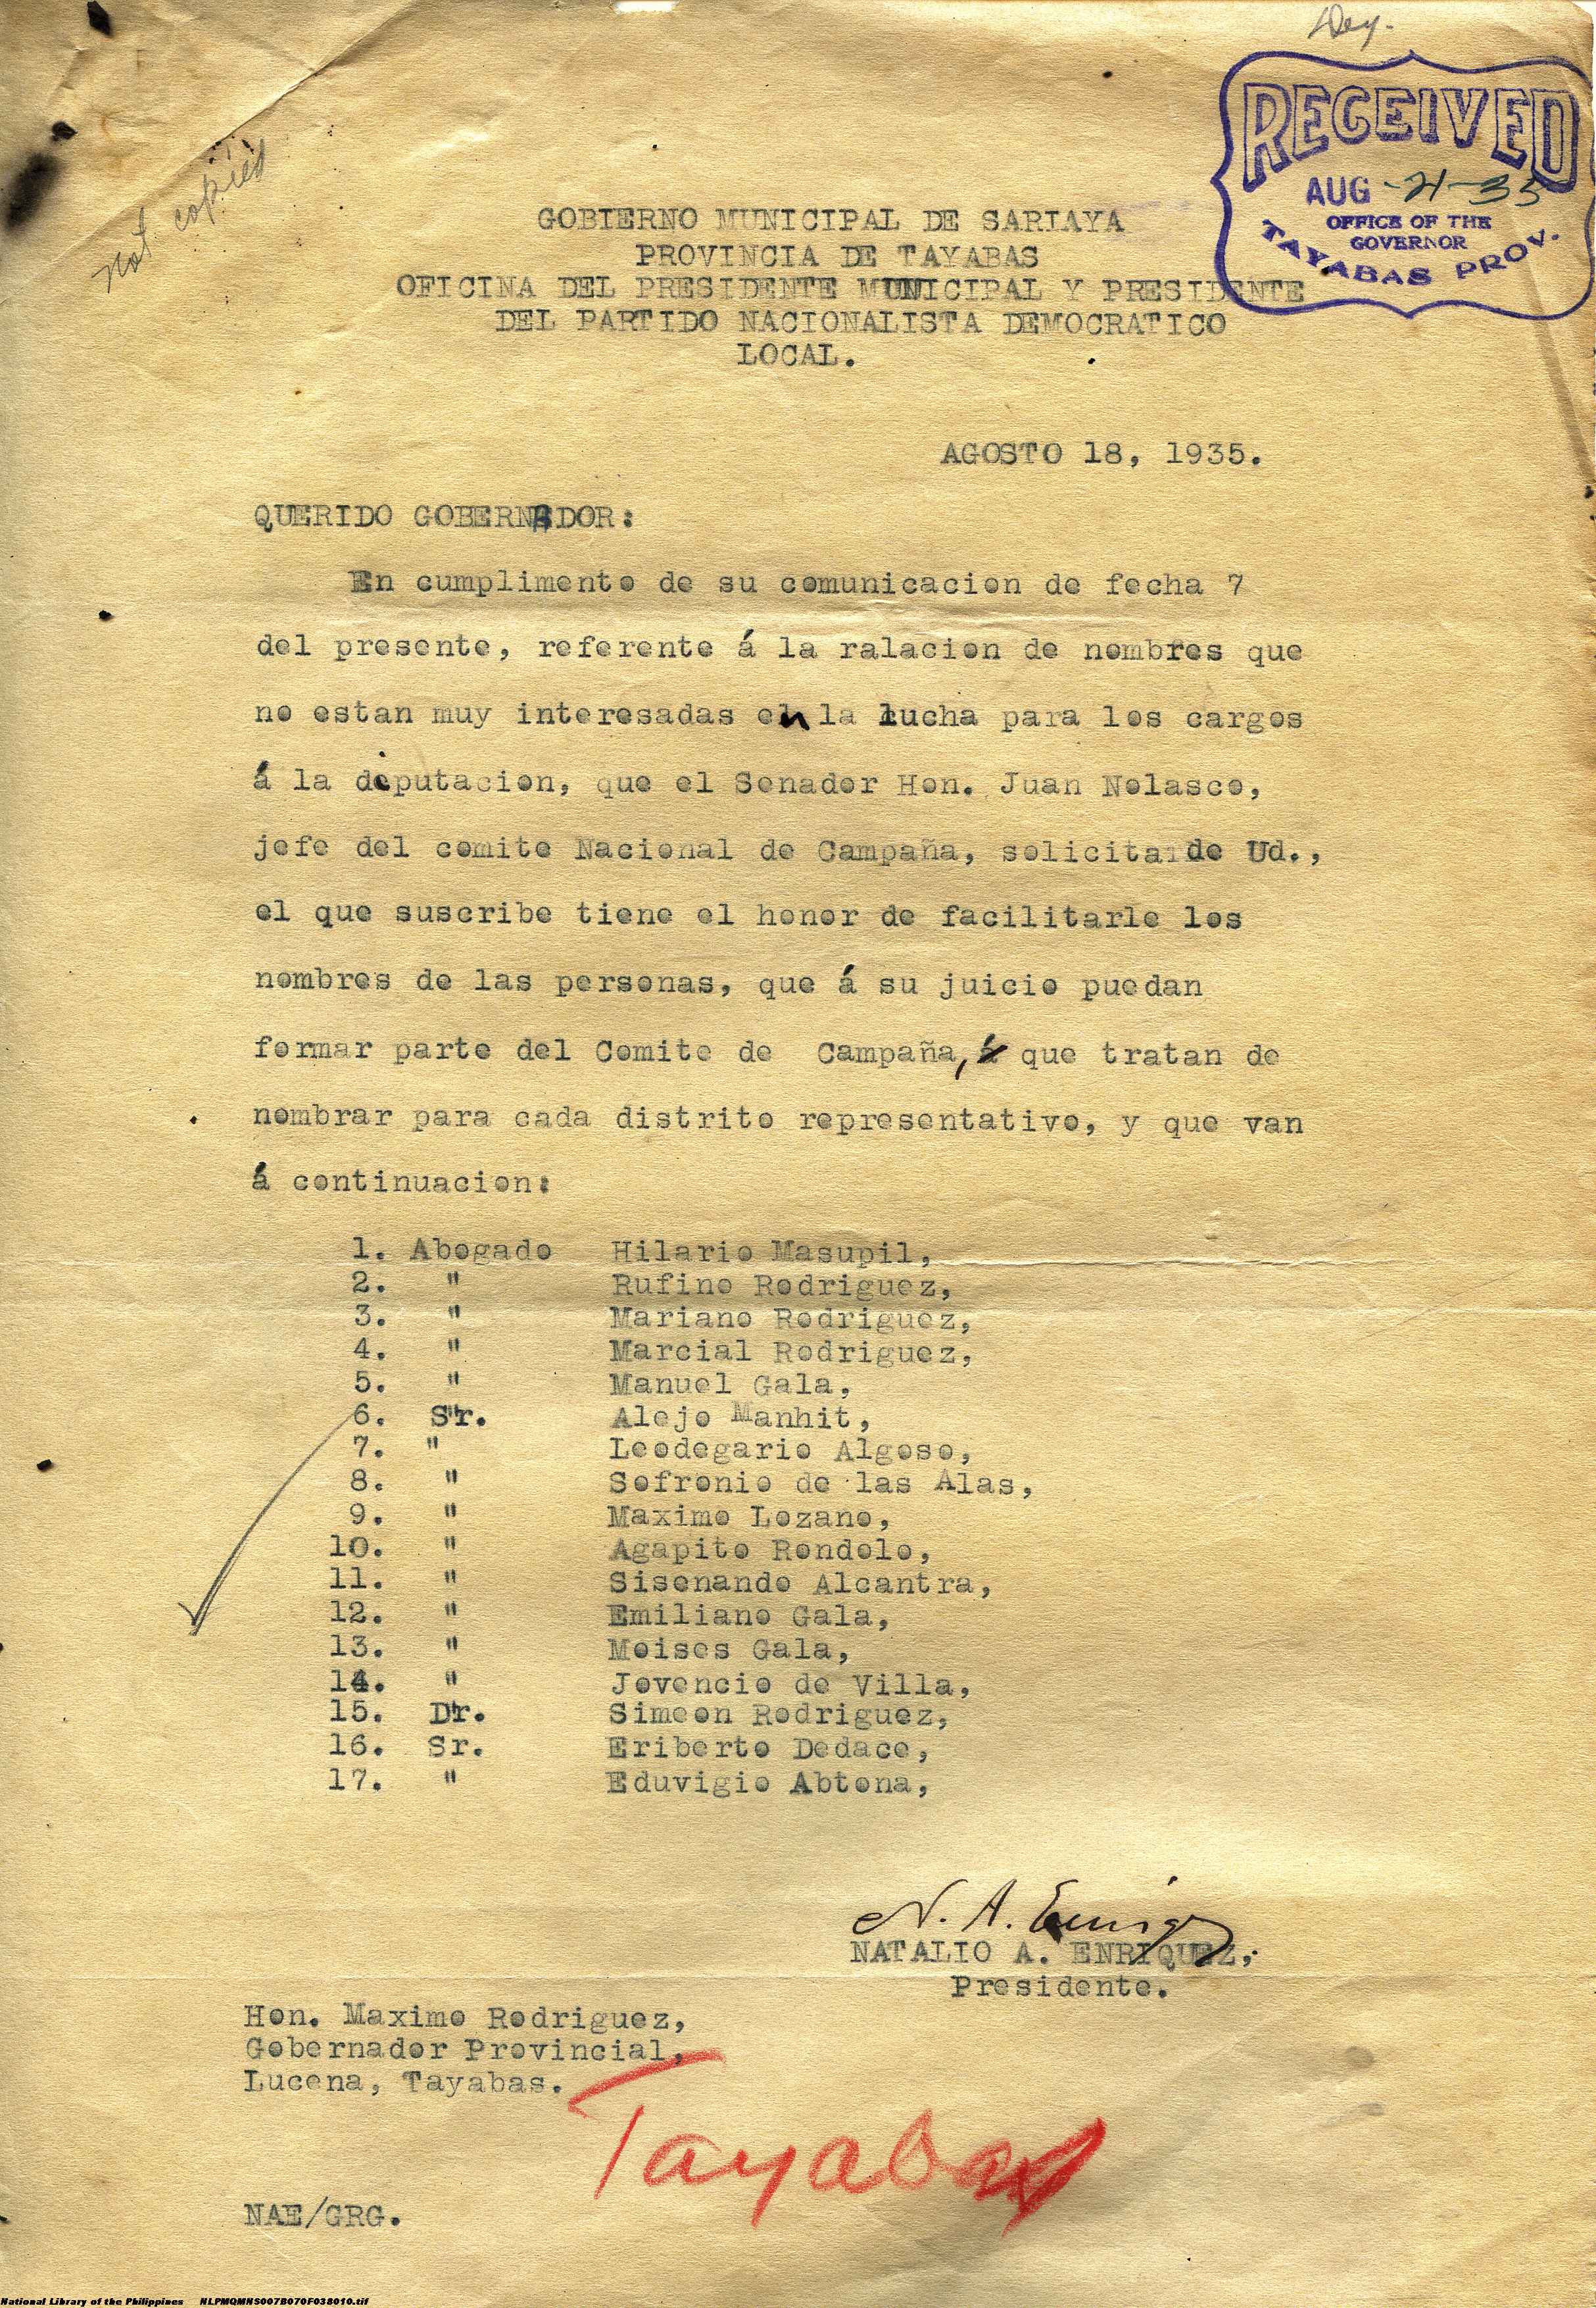 Dey.
RECEIVED
AUG -21-35
OFFICE OF THE
GOVERNOR
TAYABAS PROV.
not copied
GOBIERNO MUNICIPAL DE SARIAYA
PROVINCIA DE TAYABAS
OFICINA DEL PRESIDENTE MUNICIPAL Y PRESIDENTE
DEL PARTIDO NACIONALISTA DEMOCRATICO
LOCAL.
AGOSTO 18, 1935.
QUERIDO GOBERNADOR:
En cumplimento de su comunicacion de fecha 7
del presente, referente á la ralacion de nombres que
no estan muy interesadas en la lucha para los cargos
á la diputacion, que el Senador Hon. Juan Nolasco,
jefe del comite Nacional de Campaña, solicita de Ud.,
el que suscribe tiene el honor de facilitarle los
nombres de las personas, que á su juicio puedan
formar parte del Comite de Campaña, que tratan de
nombrar para cada distrito representativo, y que van
á continuacion:
1. Abogado Hilario Masupil,
2. " Rufino Rodriguez,
3. " Mariano Rodriguez,
4. " Marcial Rodriguez,
5. " Manuel Gala,
6. Sr. Alejo Manhit,
7. " Leodegario Algoso,
8. " Sofronio de las Alas,
9. " Maximo Lozano,
10. " Agapito Rondolo,
11. " Sisenando Alcantra,
12. " Emiliano Gala,
13. " Moises Gala,
14. " Jovencio de Villa,
15. Dr. Simeon Rodriguez,
16. Sr. Eriberto Dedace,
17. " Eduvigio Abtona,
N. A. Enriquez
NATALIO A. ENRIQUEZ,
Presidente.
Hon. Maximo Rodriguez,
Gobernador Provincial,
Lucena, Tayabas.
Tayabas
NAE/GRG.
National Library of the Philippines NLPMQMNS007B070F038010.tif